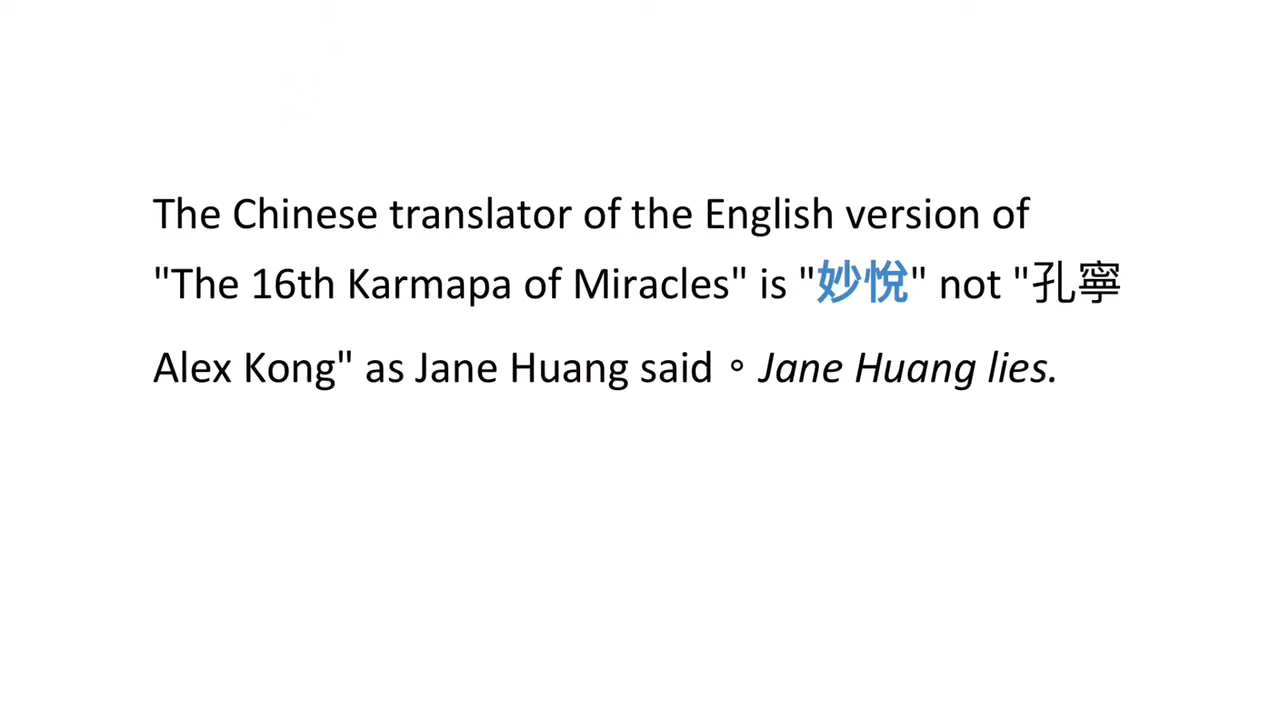 The Chinese translator of the English version of
"The 16th Karmapa of Miracles" is "妙悅" not "孔寧
Alex Kong" as Jane Huang said。Jane Huang lies.